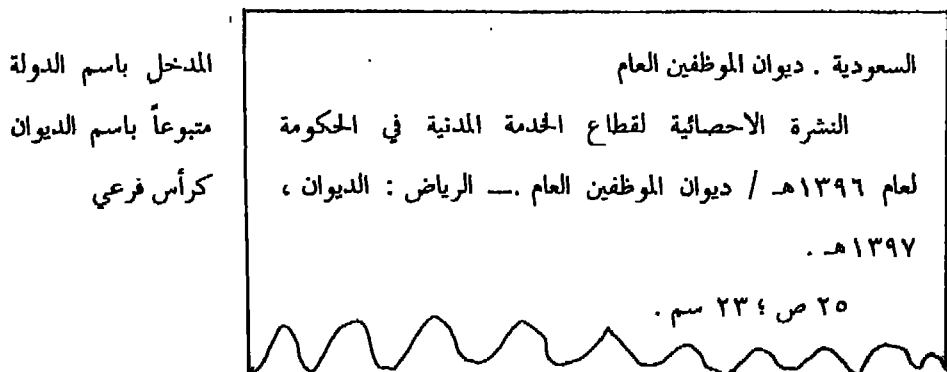 المدخل باسم الدولة
متبوعاً باسم الديوان
كرأس فرعي
السعودية . ديوان الموظفين العام
النشرة الاحصائية لقطاع الخدمة المدنية في الحكومة
لعام ١٣٩٦هـ / ديوان الموظفين العام .ــ الرياض : الديوان ،
١٣٩٧هـ .
٢٥ ص ؛ ٢٣ سم .